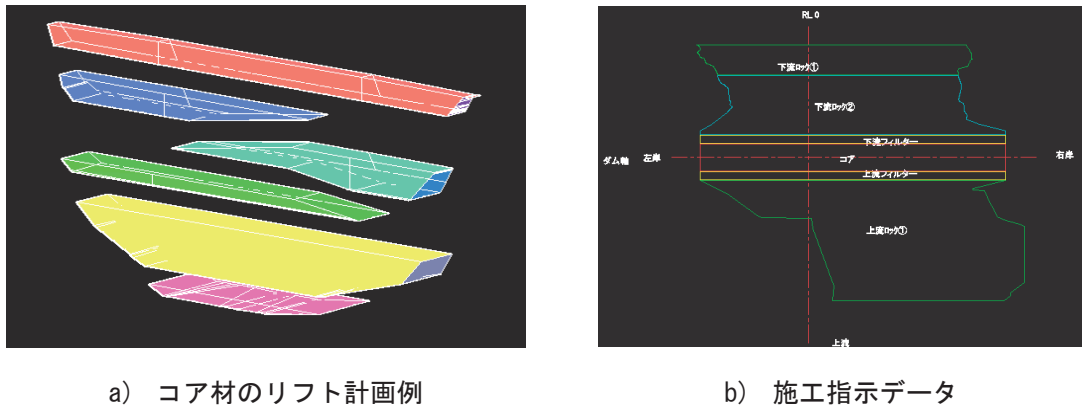 RL 0
下流ロック①
下流ロック②
下流フィルター
ダム軸
左岸
コア
右岸
上流フィルター
上流ロック①
上流
a) コア材のリフト計画例
b) 施工指示データ